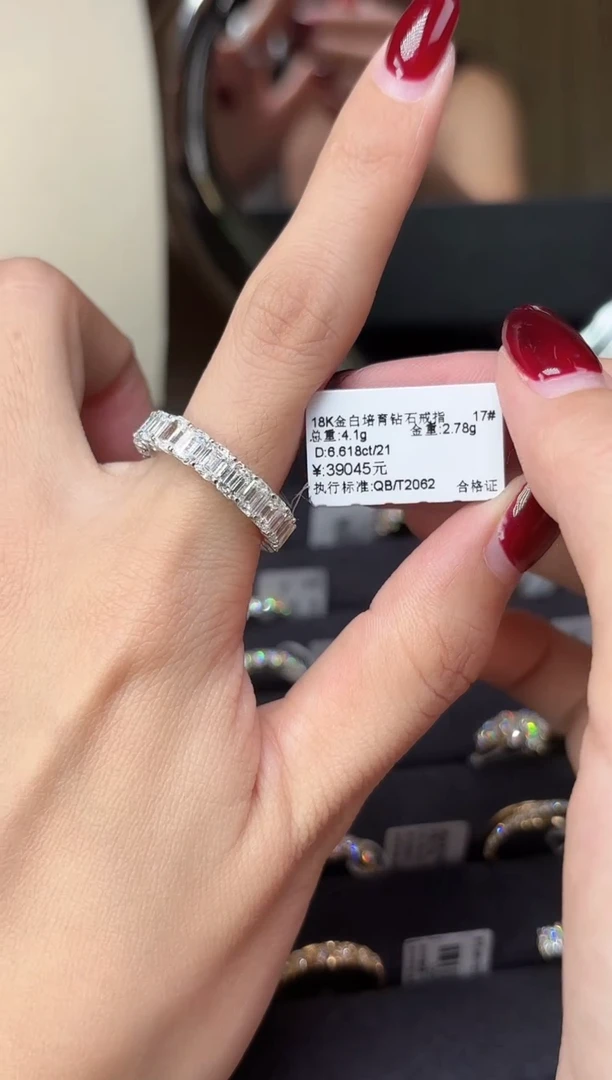 18K金白培育钻石戒指 17#
总重:4.1g 金重:2.78g
D:6.618ct/21
¥:39045元
执行标准:QB/T2062 合格证